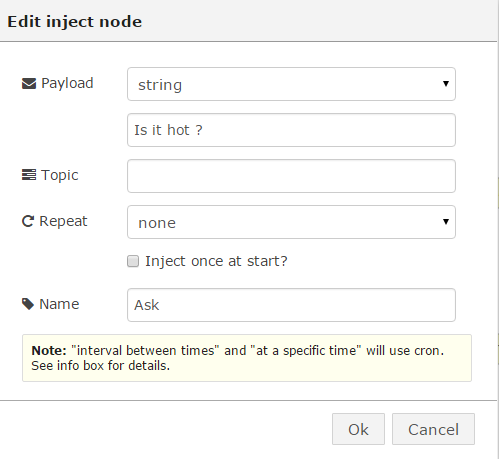 Edit inject node
Payload string
Is it hot ?
Topic
Repeat none
Inject once at start?
Name Ask
Note: "interval between times" and "at a specific time" will use cron.
See info box for details.
Ok Cancel